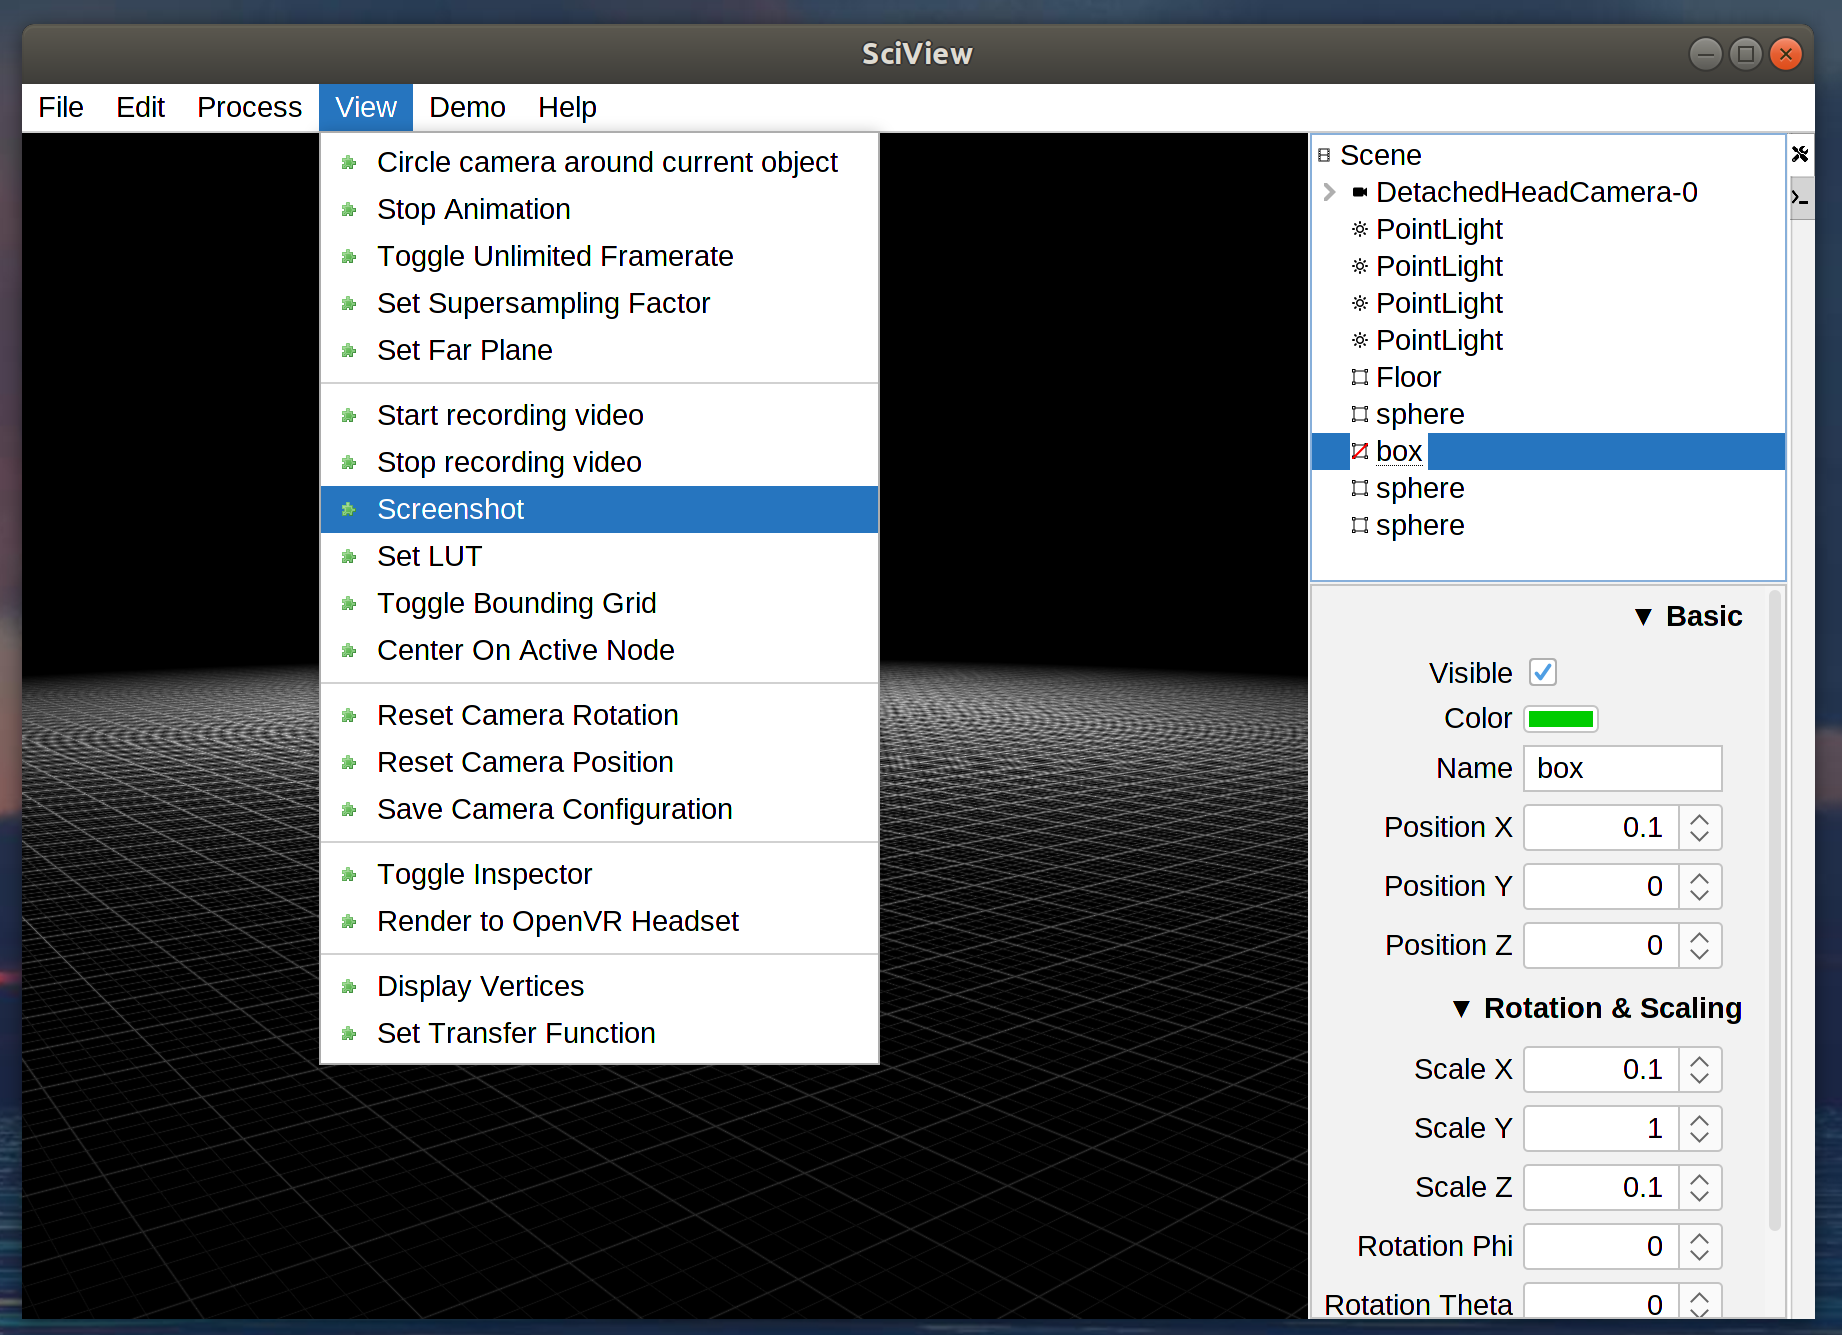 SciView
File Edit Process View Demo Help
Circle camera around current object
Stop Animation
Toggle Unlimited Framerate
Set Supersampling Factor
Set Far Plane
Start recording video
Stop recording video
Screenshot
Set LUT
Toggle Bounding Grid
Center On Active Node
Reset Camera Rotation
Reset Camera Position
Save Camera Configuration
Toggle Inspector
Render to OpenVR Headset
Display Vertices
Set Transfer Function
Scene
DetachedHeadCamera-0
PointLight
PointLight
PointLight
PointLight
Floor
sphere
box
sphere
sphere
▼ Basic
Visible
Color
Name box
Position X 0.1
Position Y 0
Position Z 0
▼ Rotation & Scaling
Scale X 0.1
Scale Y 1
Scale Z 0.1
Rotation Phi 0
Rotation Theta 0